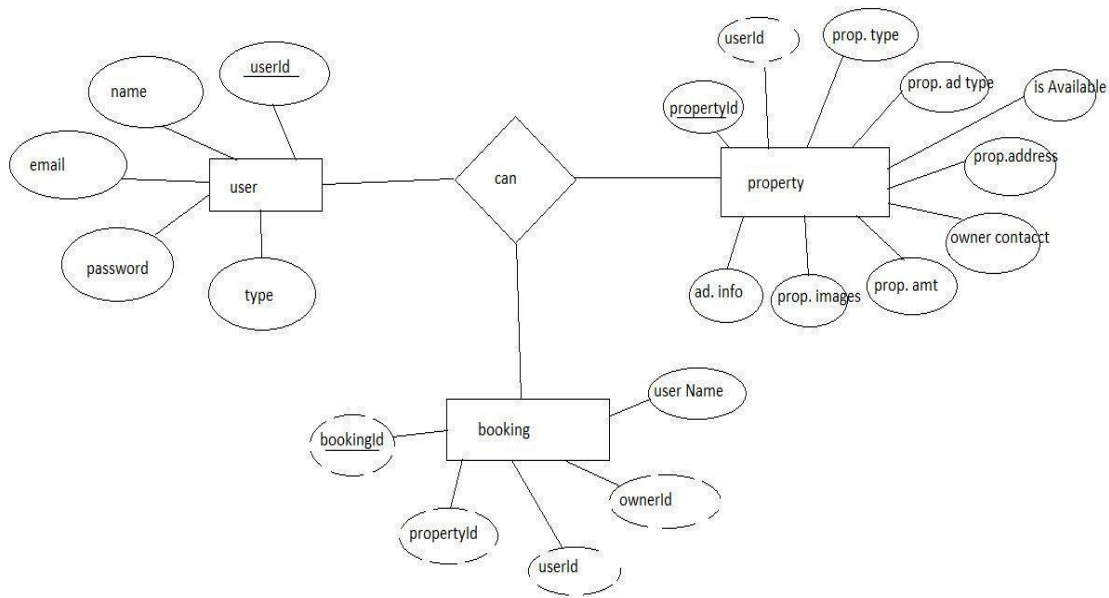 userId
prop. type
userId
name
prop. ad type
is Available
propertyId
email
prop.address
user
can
property
owner contacct
password
type
ad. info
prop. images
prop. amt
user Name
bookingId
booking
ownerId
propertyId
userId